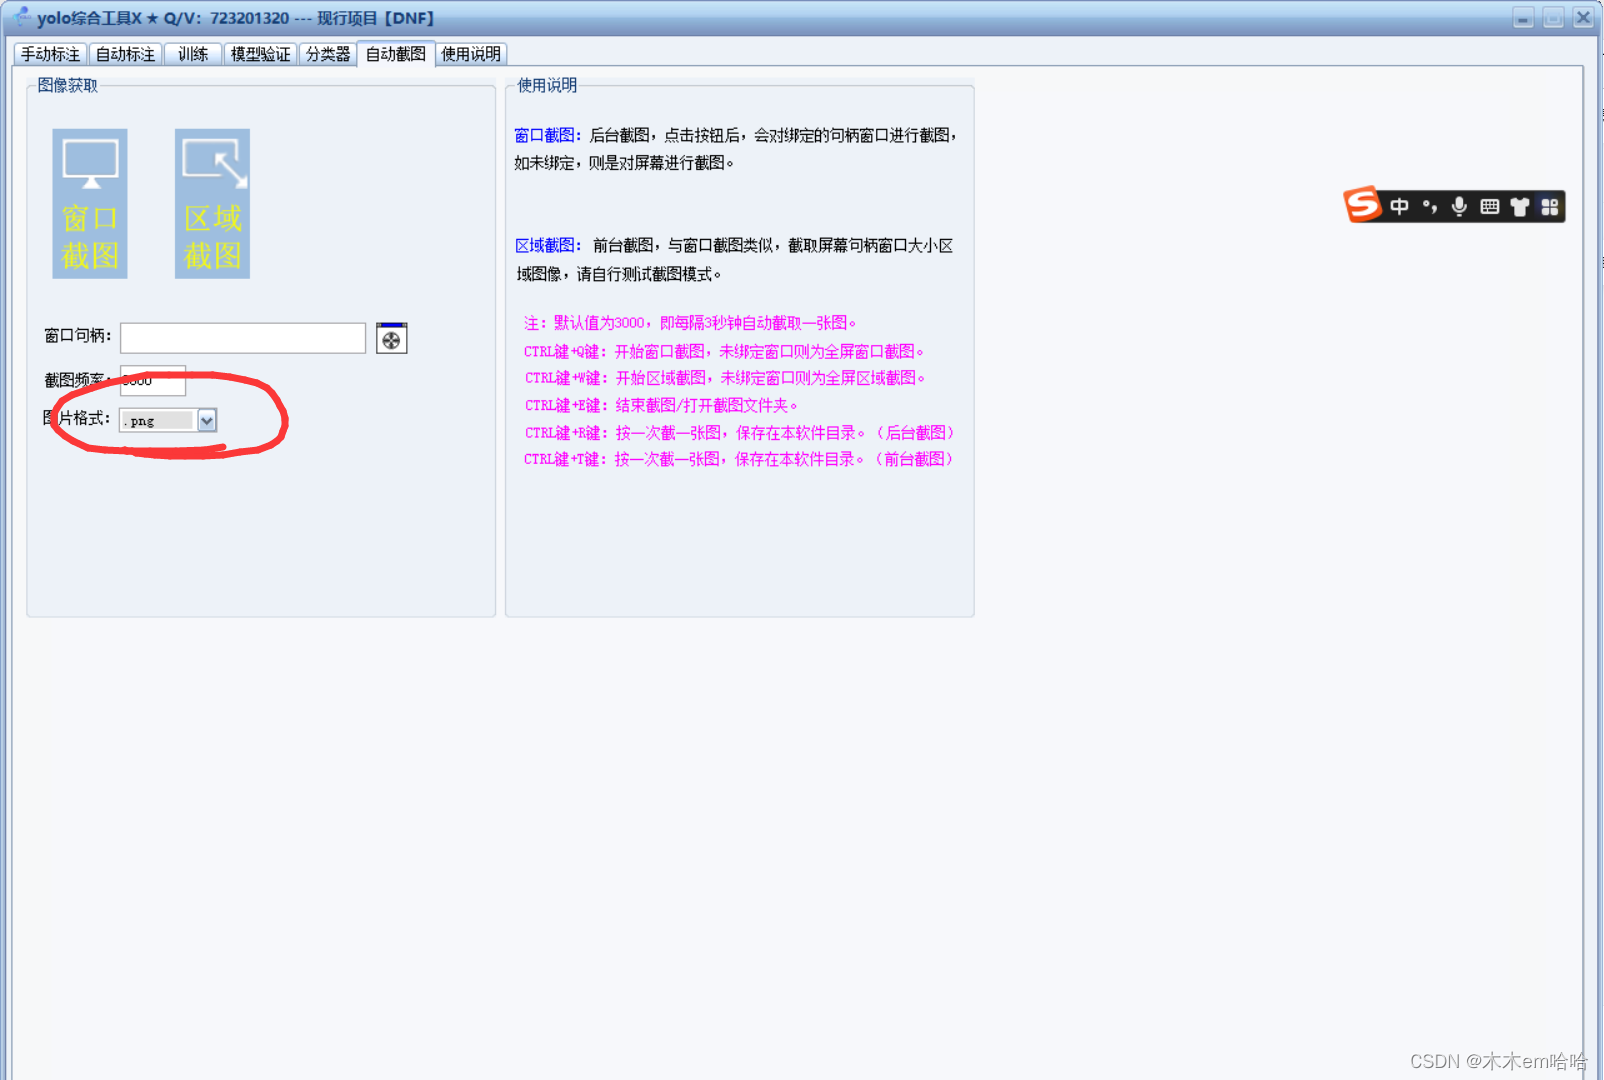 yolo综合工具X ★ Q/V：723201320 --- 现行项目【DNF】
手动标注 自动标注 训练 模型验证 分类器 自动截图 使用说明
图像获取
窗口
截图
区域
截图
窗口句柄：
截图频率：3000
图片格式：.png
使用说明
窗口截图：后台截图，点击按钮后，会对绑定的句柄窗口进行截图，
如未绑定，则是对屏幕进行截图。
区域截图： 前台截图，与窗口截图类似，截取屏幕句柄窗口大小区
域图像，请自行测试截图模式。
注：默认值为3000，即每隔3秒钟自动截取一张图。
CTRL键+Q键：开始窗口截图，未绑定窗口则为全屏窗口截图。
CTRL键+W键：开始区域截图，未绑定窗口则为全屏区域截图。
CTRL键+E键：结束截图/打开截图文件夹。
CTRL键+R键：按一次截一张图，保存在本软件目录。（后台截图）
CTRL键+T键：按一次截一张图，保存在本软件目录。（前台截图）
S 中 °，
CSDN @木木em哈哈